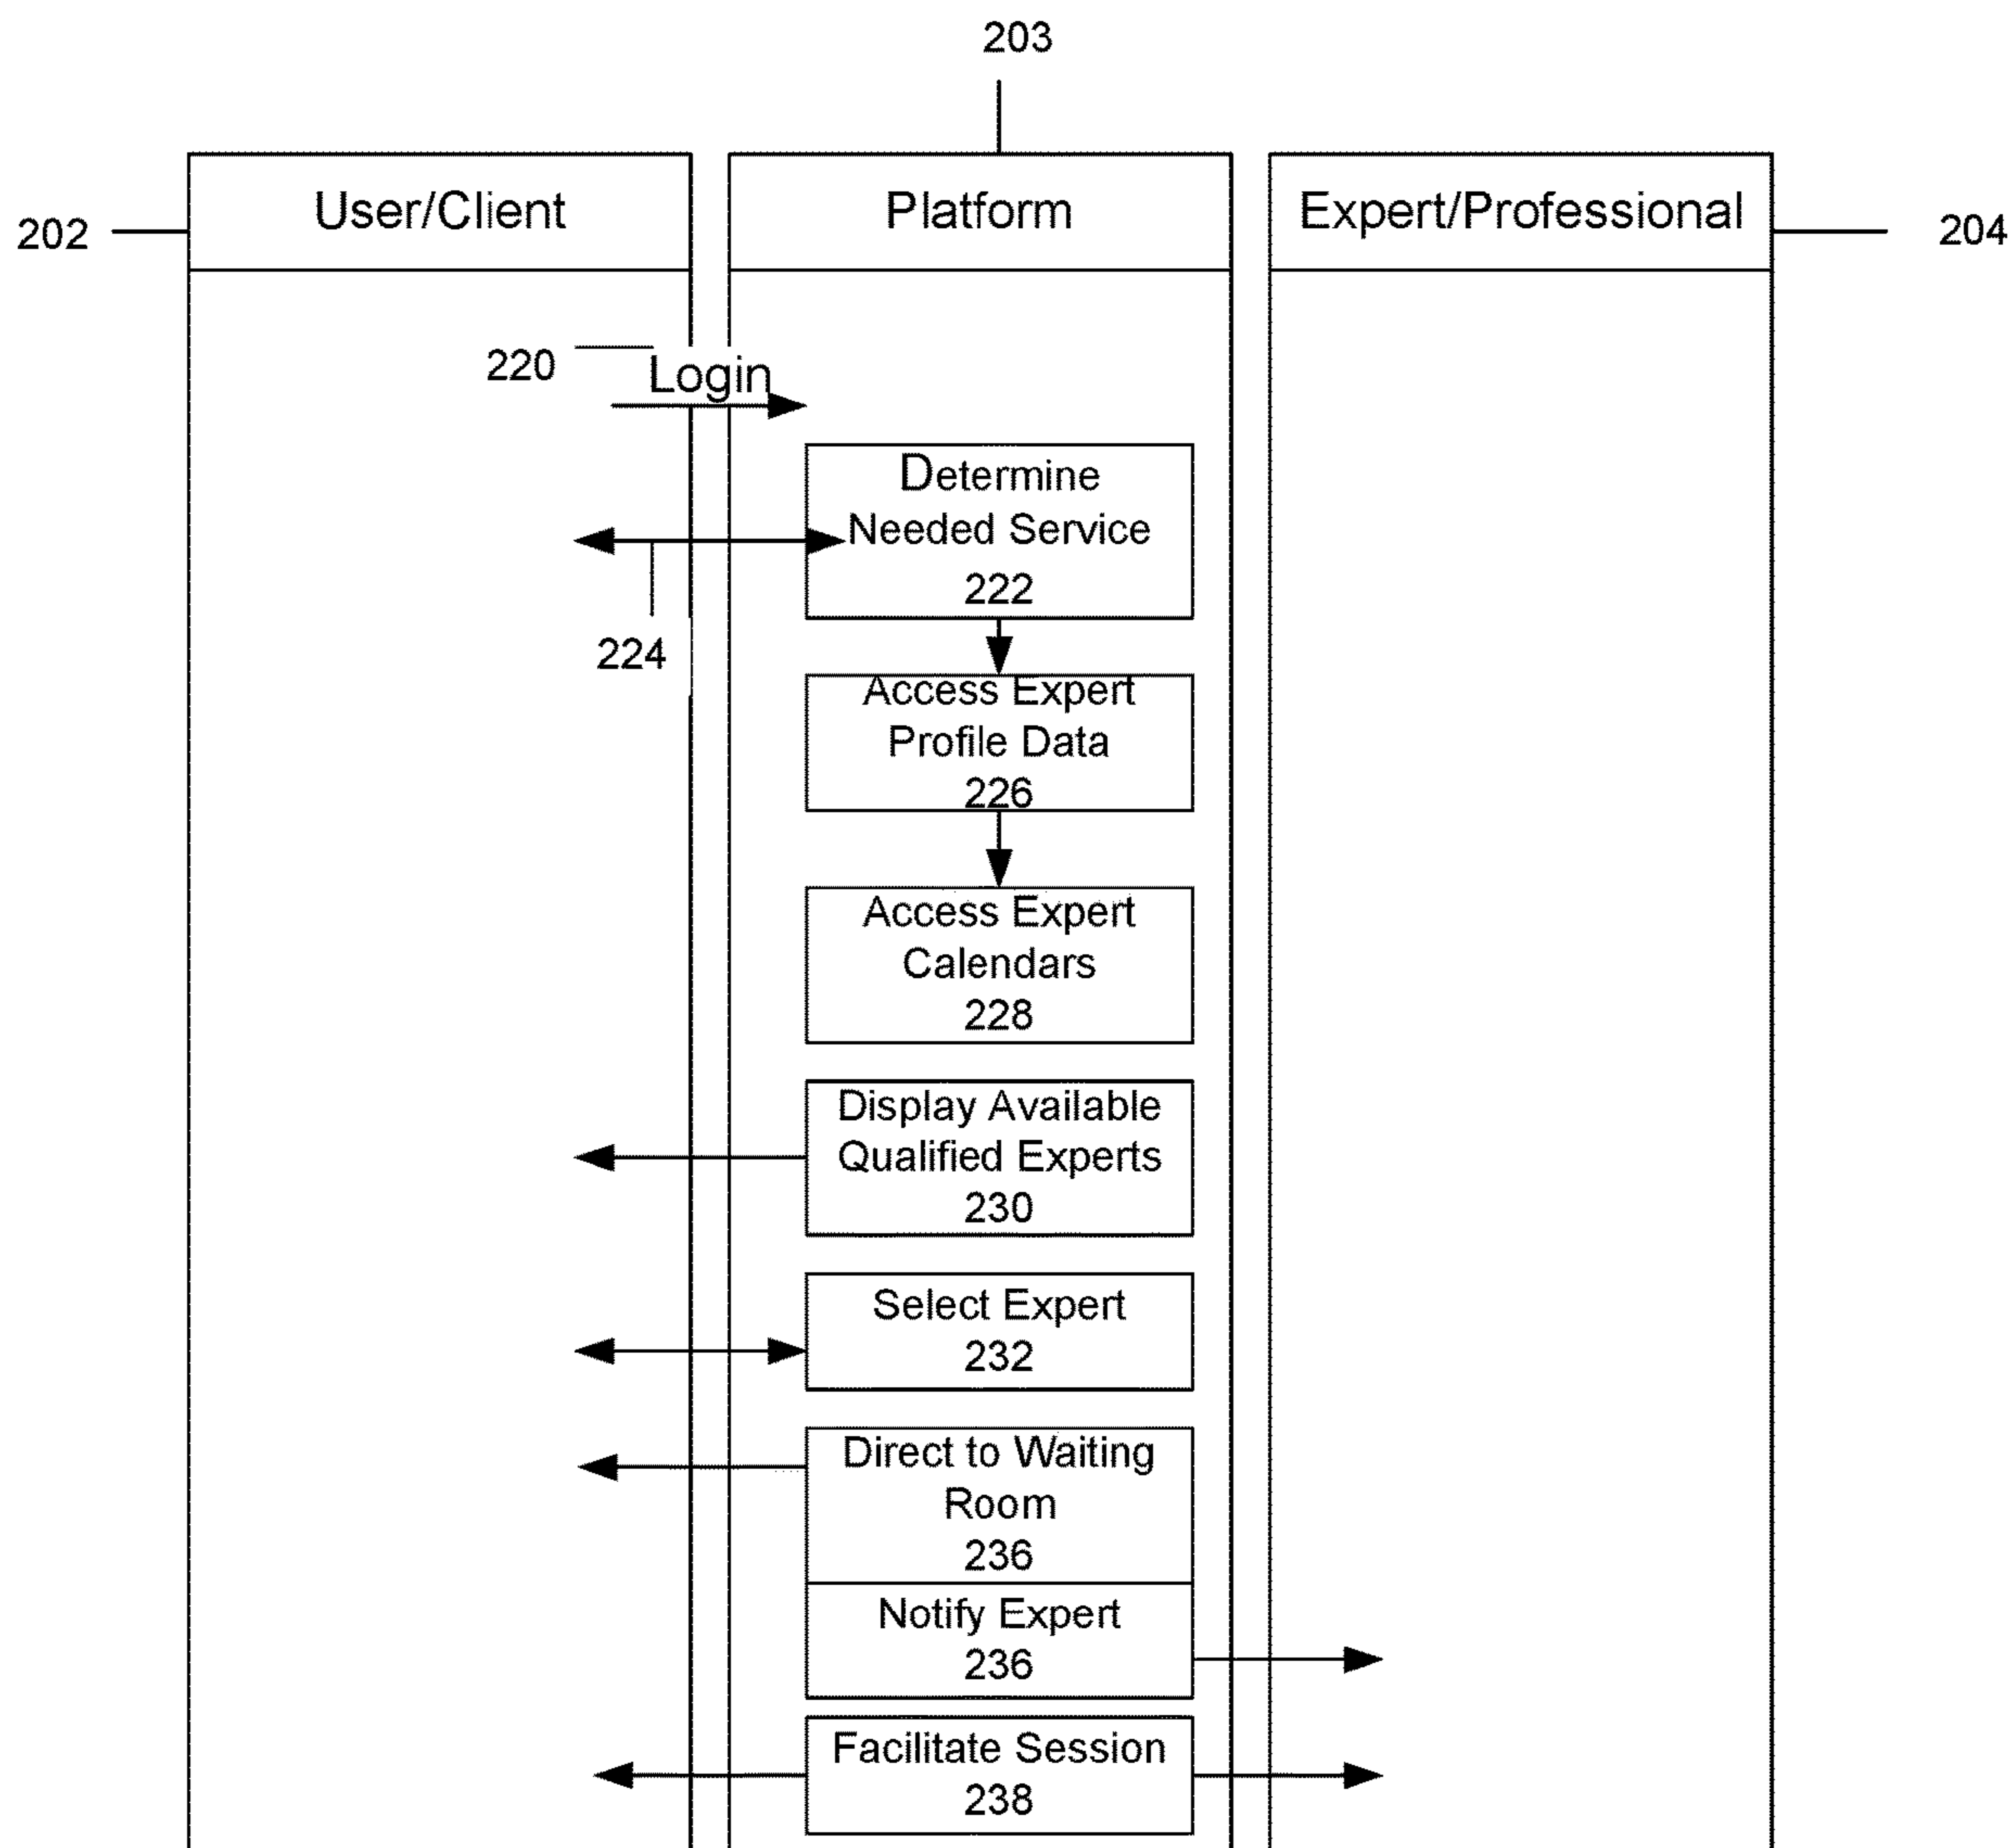 203
User/Client
Platform
Expert/Professional
202
204
220
Login
Determine
Needed Service
222
224
Access Expert
Profile Data
226
Access Expert
Calendars
228
Display Available
Qualified Experts
230
Select Expert
232
Direct to Waiting
Room
236
Notify Expert
236
Facilitate Session
238